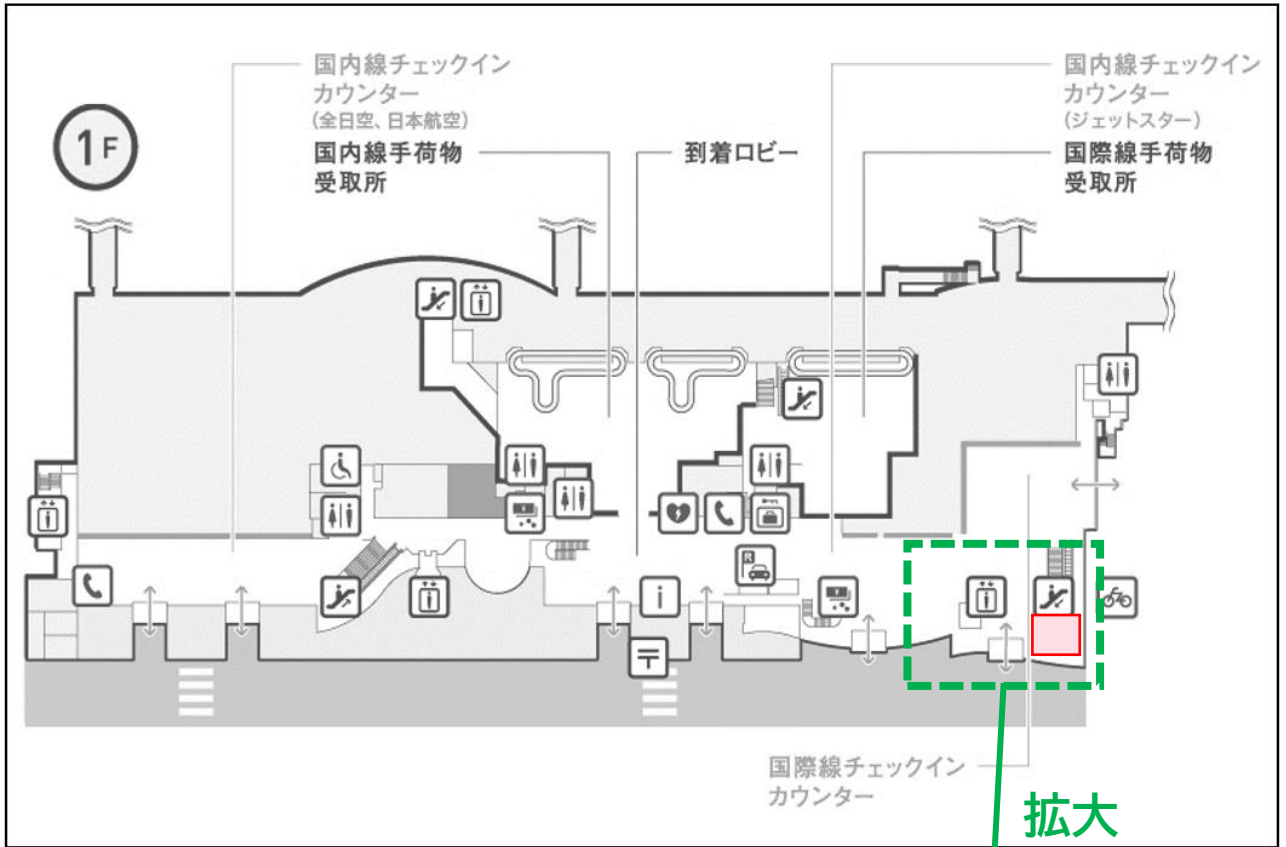 国内線チェックイン
カウンター
(全日空、日本航空)
国内線手荷物
受取所
到着ロビー
国内線チェックイン
カウンター
(ジェットスター)
国際線手荷物
受取所
1F
i
〒
国際線チェックイン
カウンター
拡大